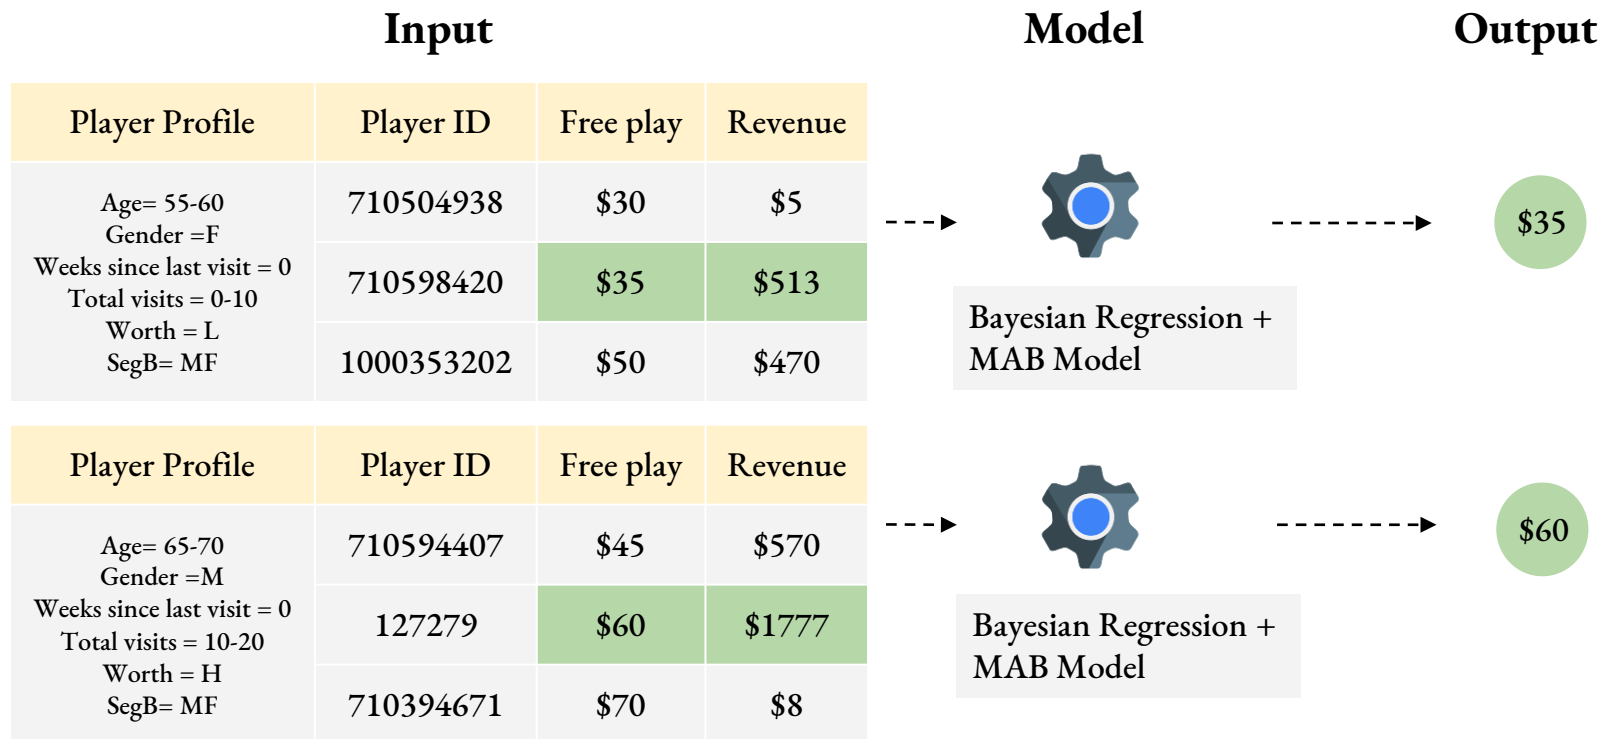 Input
Model
Output
Player Profile
Player ID
Free play
Revenue
Age= 55-60
Gender =F
Weeks since last visit = 0
Total visits = 0-10
Worth = L
SegB= MF
710504938
$30
$5
710598420
$35
$513
1000353202
$50
$470
Bayesian Regression +
MAB Model
$35
Player Profile
Player ID
Free play
Revenue
Age= 65-70
Gender =M
Weeks since last visit = 0
Total visits = 10-20
Worth = H
SegB= MF
710594407
$45
$570
127279
$60
$1777
710394671
$70
$8
Bayesian Regression +
MAB Model
$60